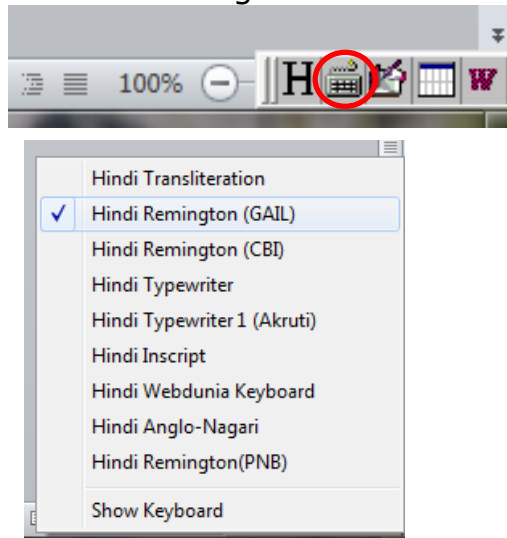 100% H W
Hindi Transliteration
Hindi Remington (GAIL)
Hindi Remington (CBI)
Hindi Typewriter
Hindi Typewriter 1 (Akruti)
Hindi Inscript
Hindi Webdunia Keyboard
Hindi Anglo-Nagari
Hindi Remington(PNB)
Show Keyboard